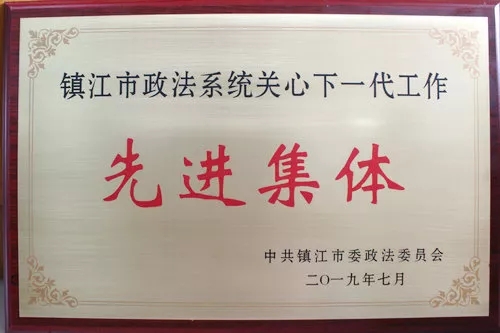 镇江市政法系统关心下一代工作
先进集体
中共镇江市委政法委员会
二〇一九年七月